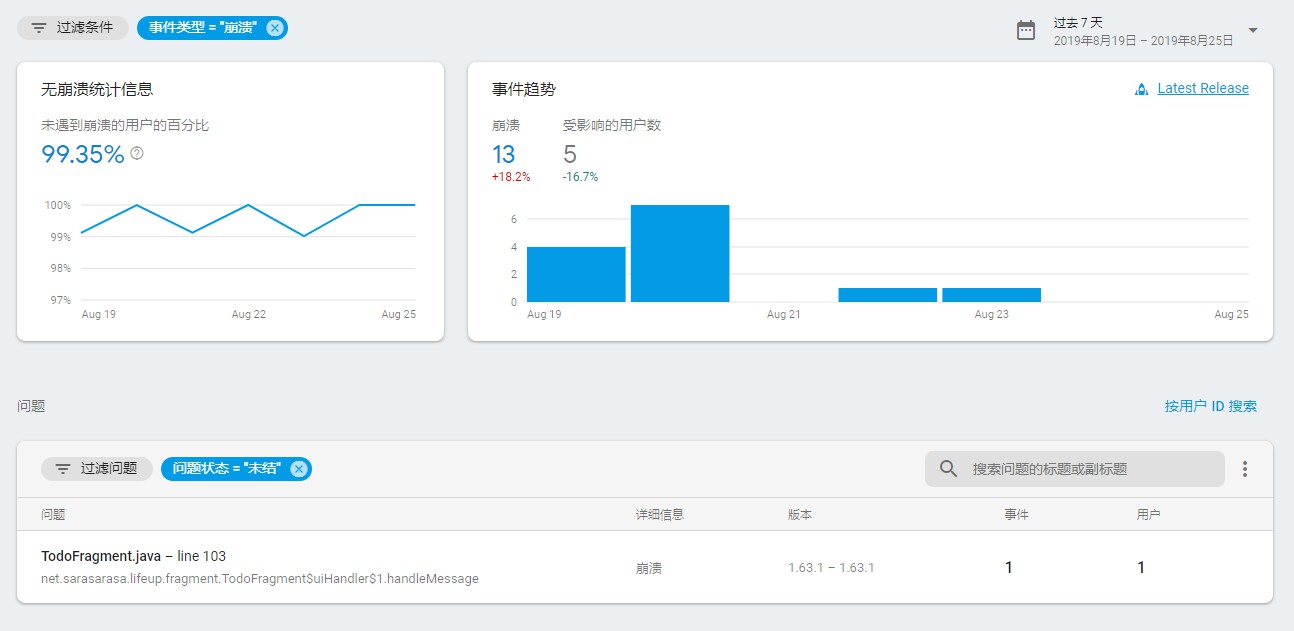 过滤条件
事件类型 = "崩溃"
过去 7 天
2019年8月19日 – 2019年8月25日
无崩溃统计信息
未遇到崩溃的用户的百分比
99.35%
100%
99%
98%
97%
Aug 19
Aug 22
Aug 25
事件趋势
Latest Release
崩溃
受影响的用户数
13
5
+18.2%
-16.7%
6
4
2
0
Aug 19
Aug 21
Aug 23
Aug 25
问题
按用户 ID 搜索
过滤问题
问题状态 = "未结"
搜索问题的标题或副标题
问题 详细信息 版本 事件 用户
TodoFragment.java – line 103
net.sarasarasa.lifeup.fragment.TodoFragment$uiHandler$1.handleMessage
崩溃 1.63.1 – 1.63.1 1 1